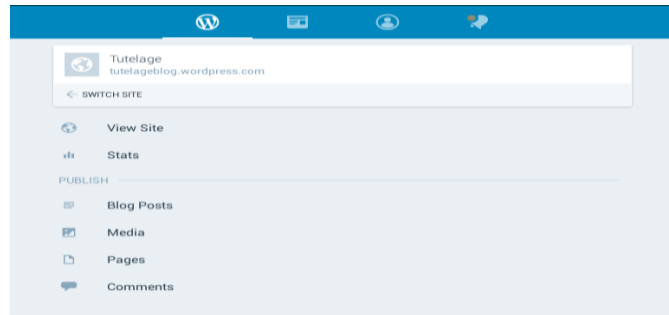 Tutelage
tutelageblog.wordpress.com
SWITCH SITE
View Site
Stats
PUBLISH
Blog Posts
Media
Pages
Comments